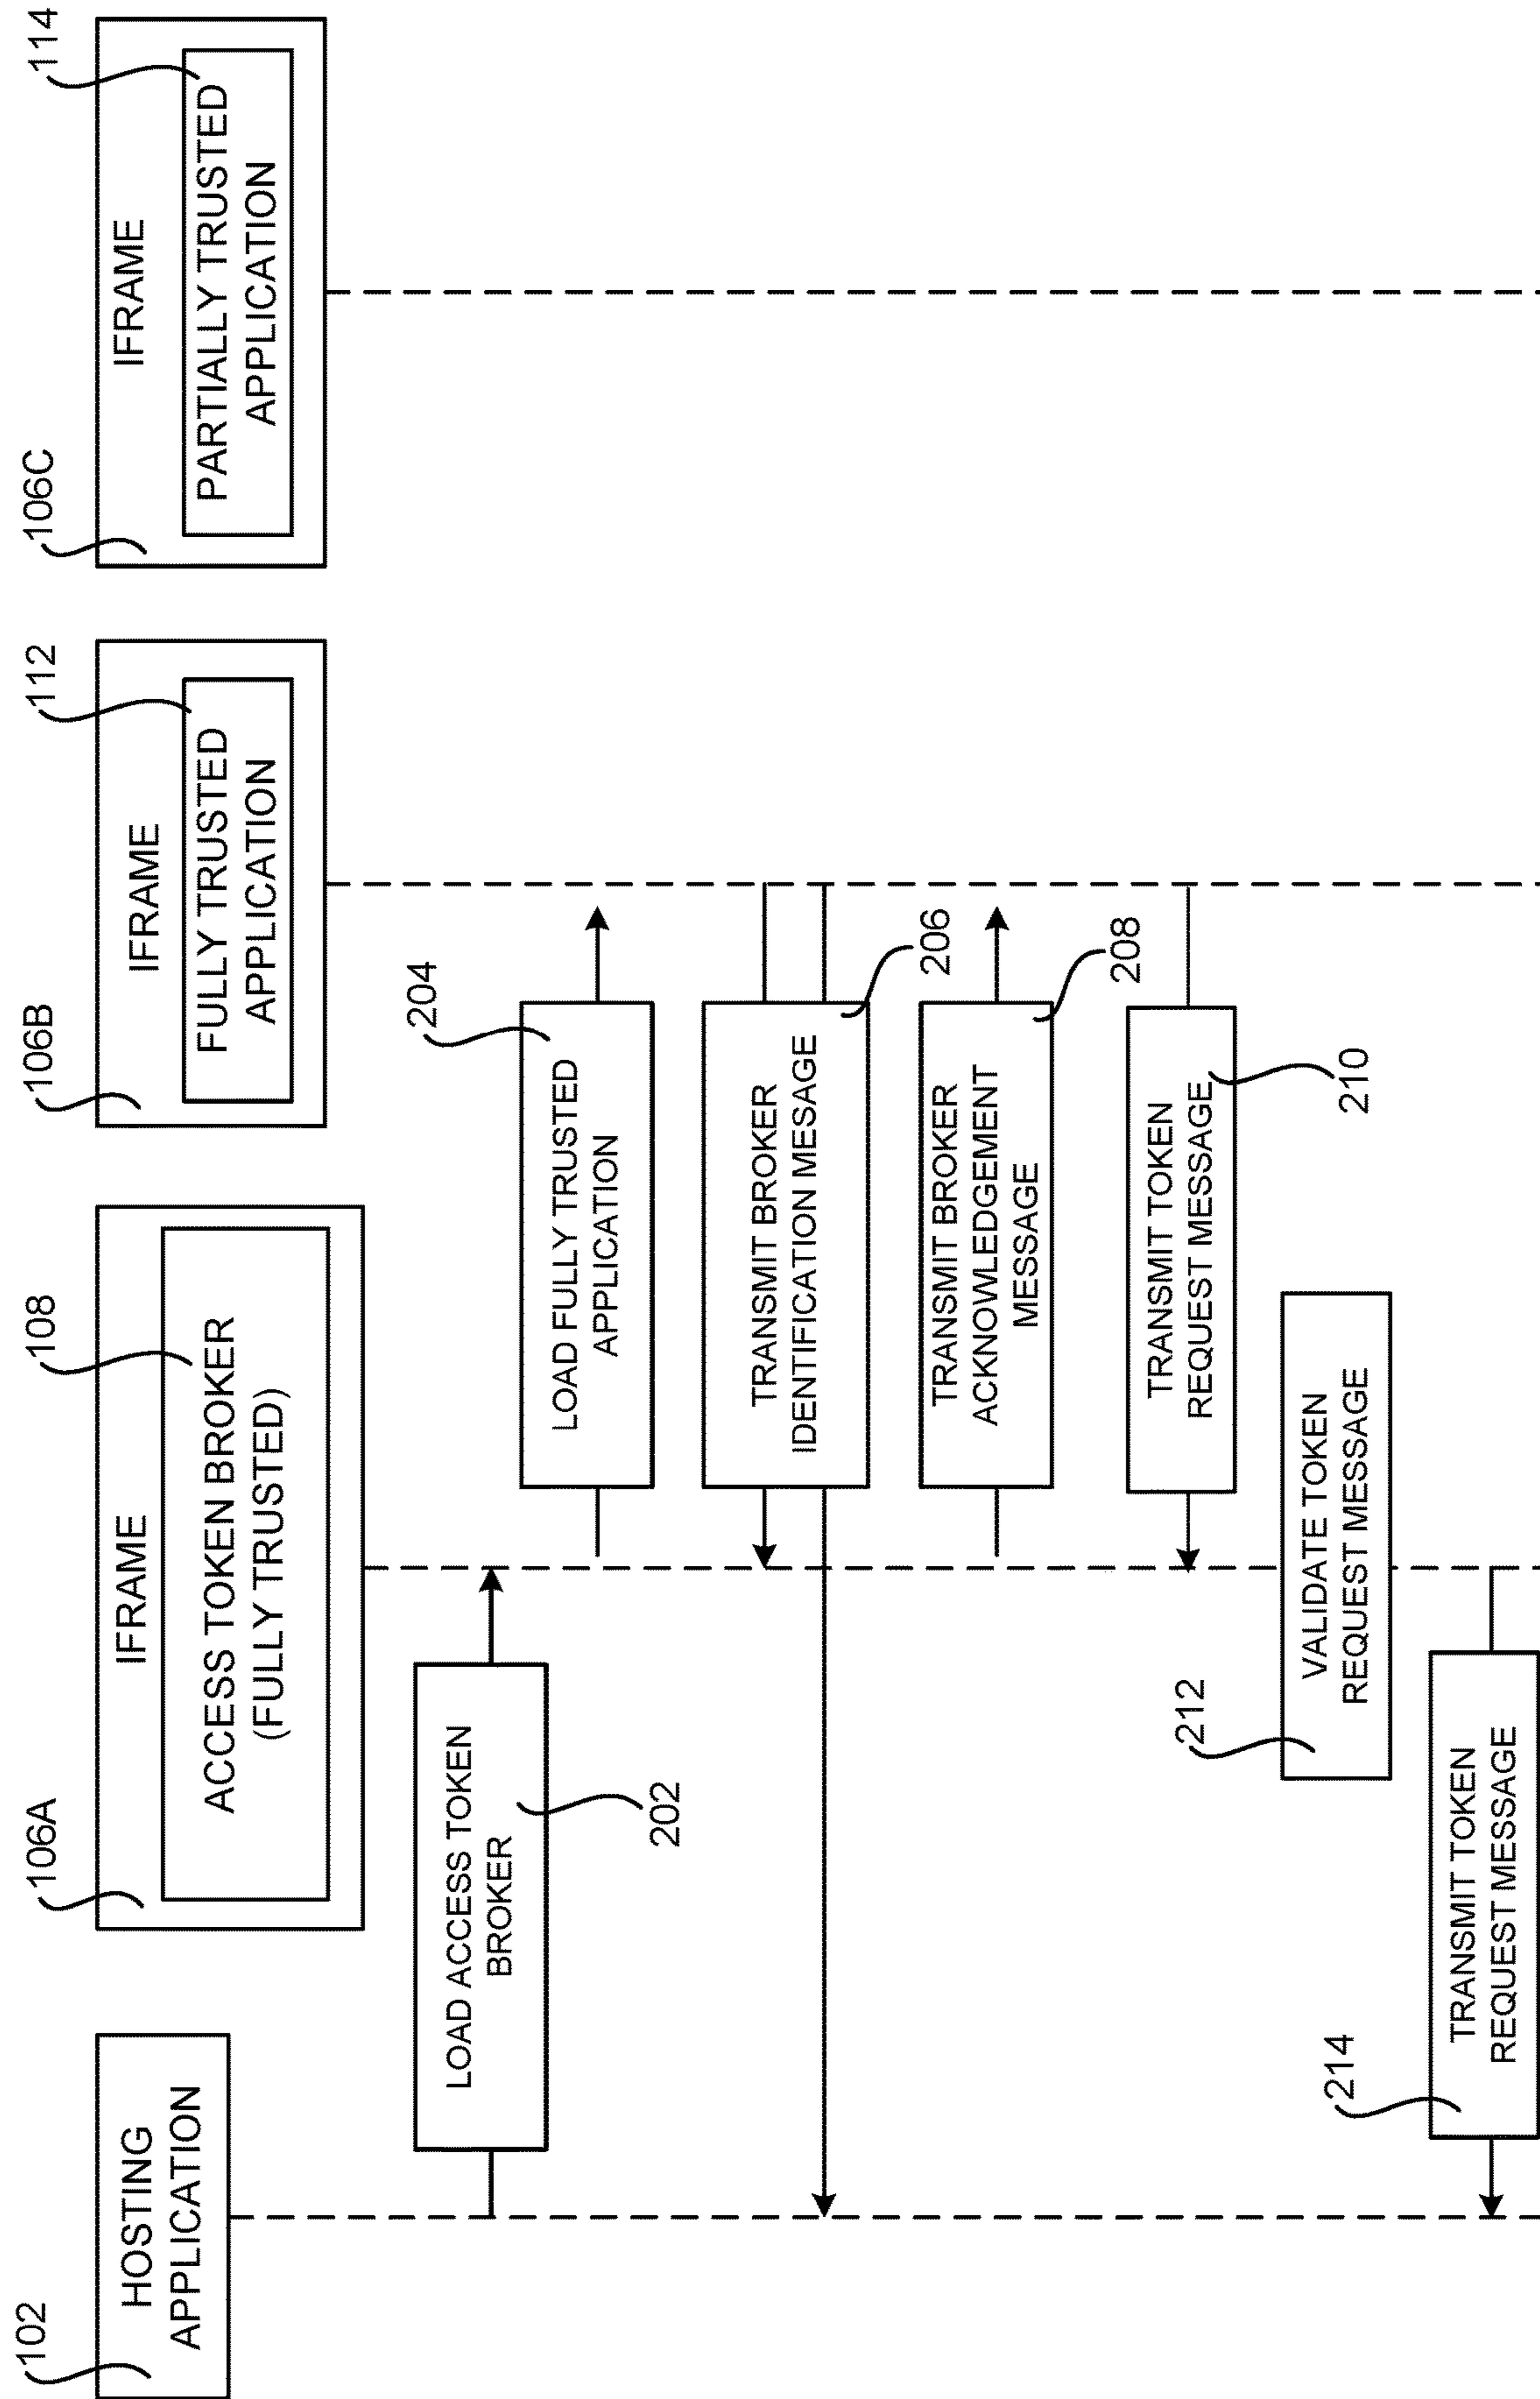 102
HOSTING
APPLICATION
106A
108
IFRAME
ACCESS TOKEN BROKER
(FULLY TRUSTED)
106B
112
IFRAME
FULLY TRUSTED
APPLICATION
106C
114
IFRAME
PARTIALLY TRUSTED
APPLICATION
LOAD ACCESS TOKEN
BROKER
202
204
LOAD FULLY TRUSTED
APPLICATION
TRANSMIT BROKER
IDENTIFICATION MESAGE
206
TRANSMIT BROKER
ACKNOWLEDGEMENT
MESSAGE
208
TRANSMIT TOKEN
REQUEST MESSAGE
210
212
VALIDATE TOKEN
REQUEST MESSAGE
214
TRANSMIT TOKEN
REQUEST MESSAGE